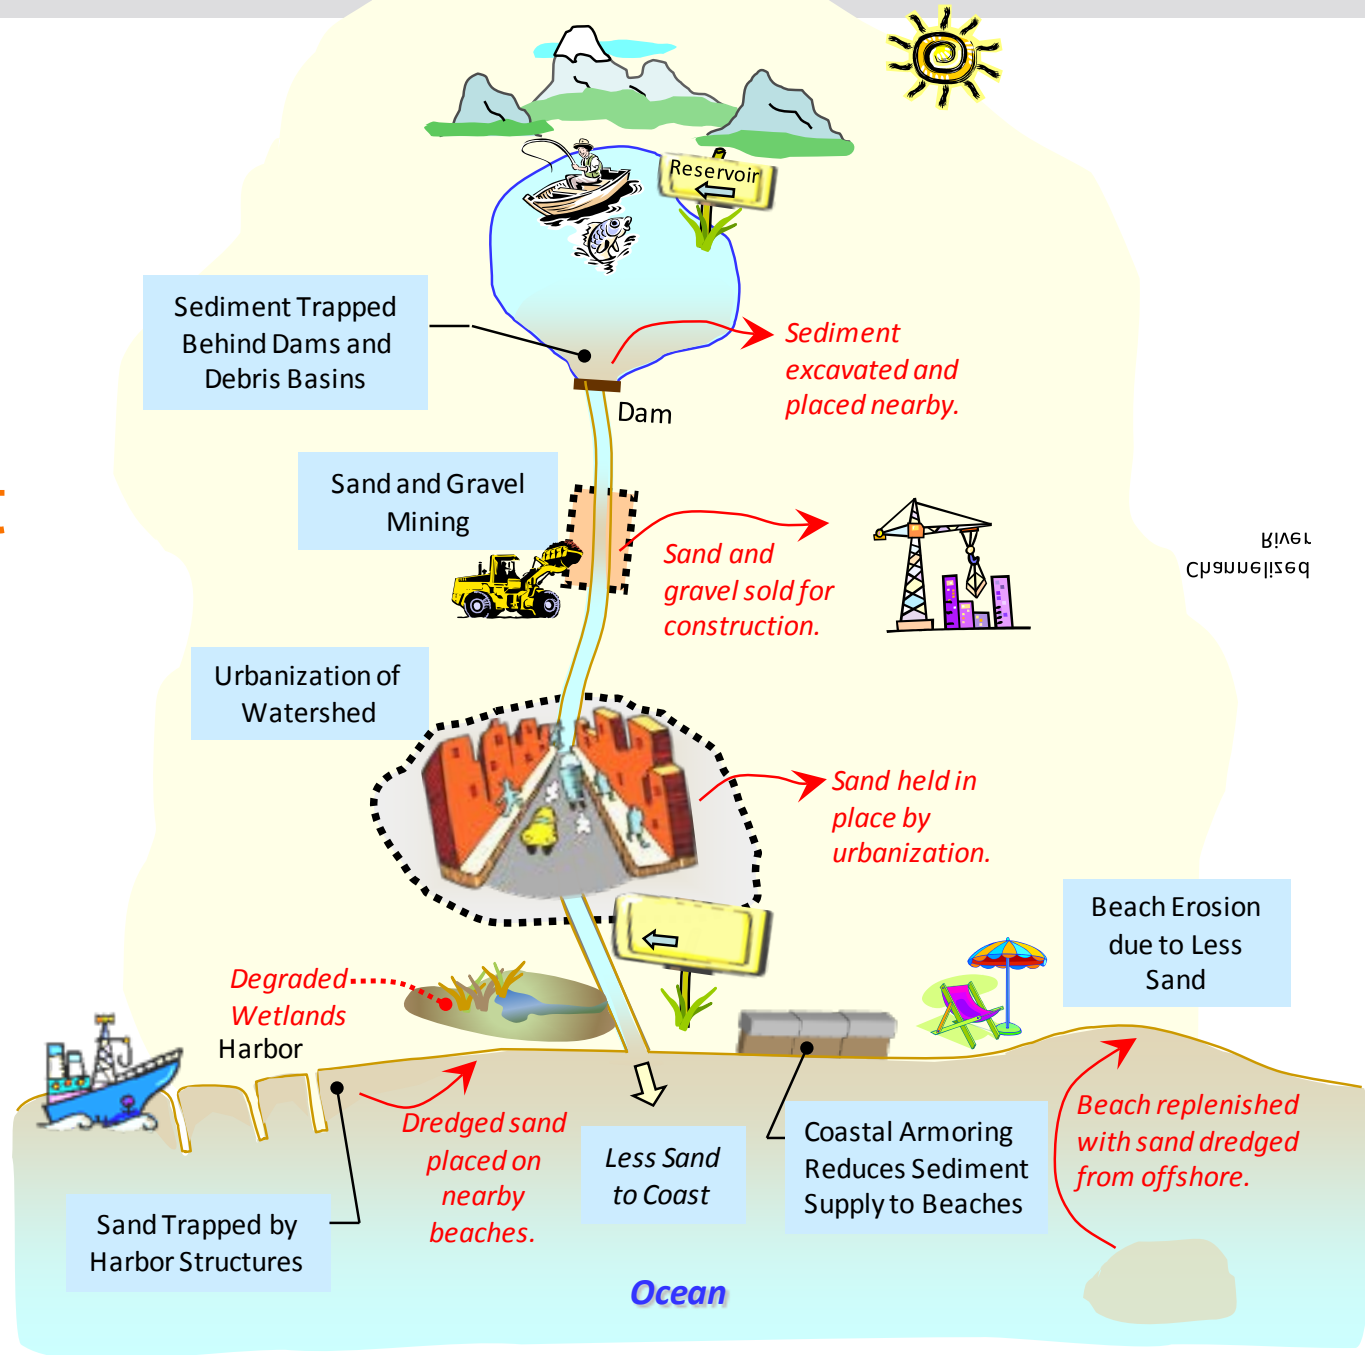 Reservoir
Sediment Trapped
Behind Dams and
Debris Basins
Sediment
excavated and
placed nearby.
Dam
Sand and Gravel
Mining
Sand and
gravel sold for
construction.
Channelized
River
Urbanization of
Watershed
Sand held in
place by
urbanization.
Beach Erosion
due to Less
Sand
Degraded
Wetlands
Harbor
Dredged sand
placed on
nearby
beaches.
Less Sand
to Coast
Coastal Armoring
Reduces Sediment
Supply to Beaches
Beach replenished
with sand dredged
from offshore.
Sand Trapped by
Harbor Structures
Ocean